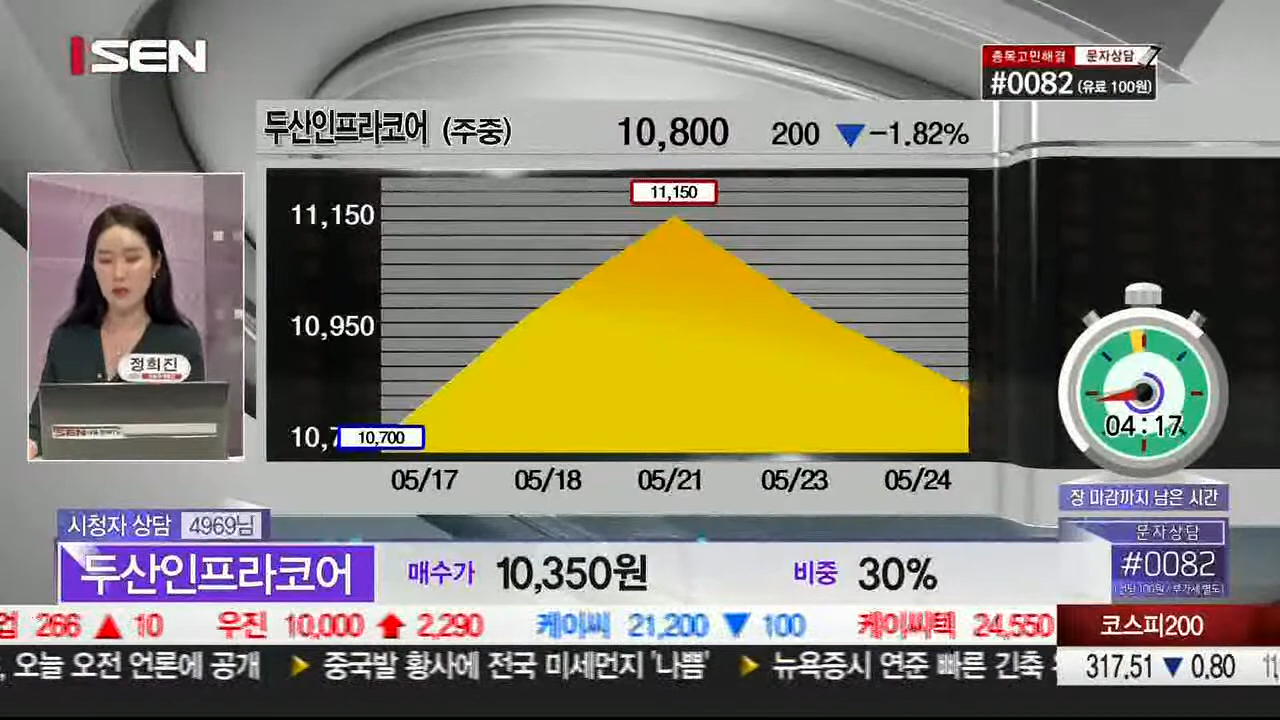 SEN
종목고민해결 문자상담
#0082 (유료 100원)
두산인프라코어 (주중) 10,800 200 ▼-1.82%
11,150
11,150
10,950
10,700
05/17 05/18 05/21 05/23 05/24
정희진
SEN
04:17
장 마감까지 남은 시간
시청자 상담 4969님
두산인프라코어 매수가 10,350원 비중 30%
문자상담
#0082
업 266 ▲ 10 우진 10,000 2,290 케이씨 21,200 ▼ 100 케이씨텍 24,550
코스피200
, 오늘 오전 언론에 공개 ▶ 중국발 황사에 전국 미세먼지 '나쁨' ▶ 뉴욕증시 연준 빠른 긴축
317.51 ▼ 0.80